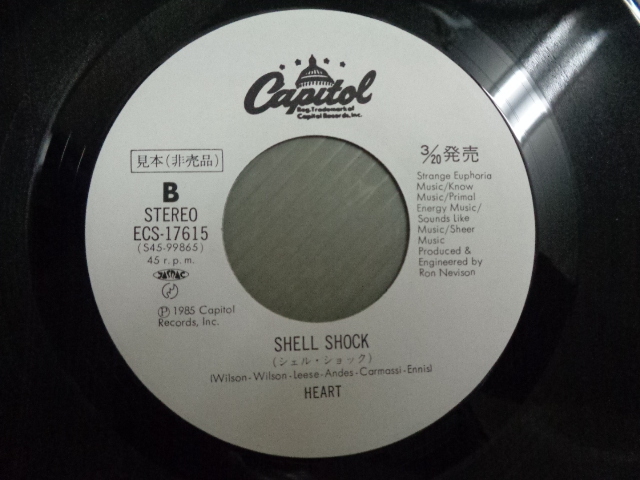 Capitol
Reg. Trademark of
Capitol Records, Inc.
見本(非売品)
3/20発売
B
STEREO
ECS-17615
(S45-99865)
45 r.p.m.
JASRAC
Ⓟ 1985 Capitol
Records, Inc.
Strange Euphoria
Music/Know
Music/Primal
Energy Music/
Sounds Like
Music/Sheer
Music
Produced &
Engineered by
Ron Nevison
SHELL SHOCK
(シェル・ショック)
(Wilson-Wilson-Leese-Andes-Carmassi-Ennis)
HEART